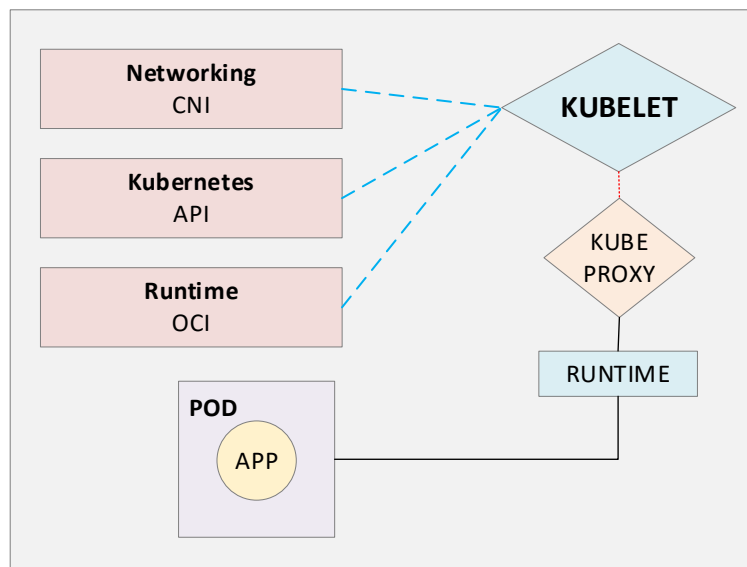 Networking
CNI
KUBELET
Kubernetes
API
KUBE
PROXY
Runtime
OCI
RUNTIME
POD
APP